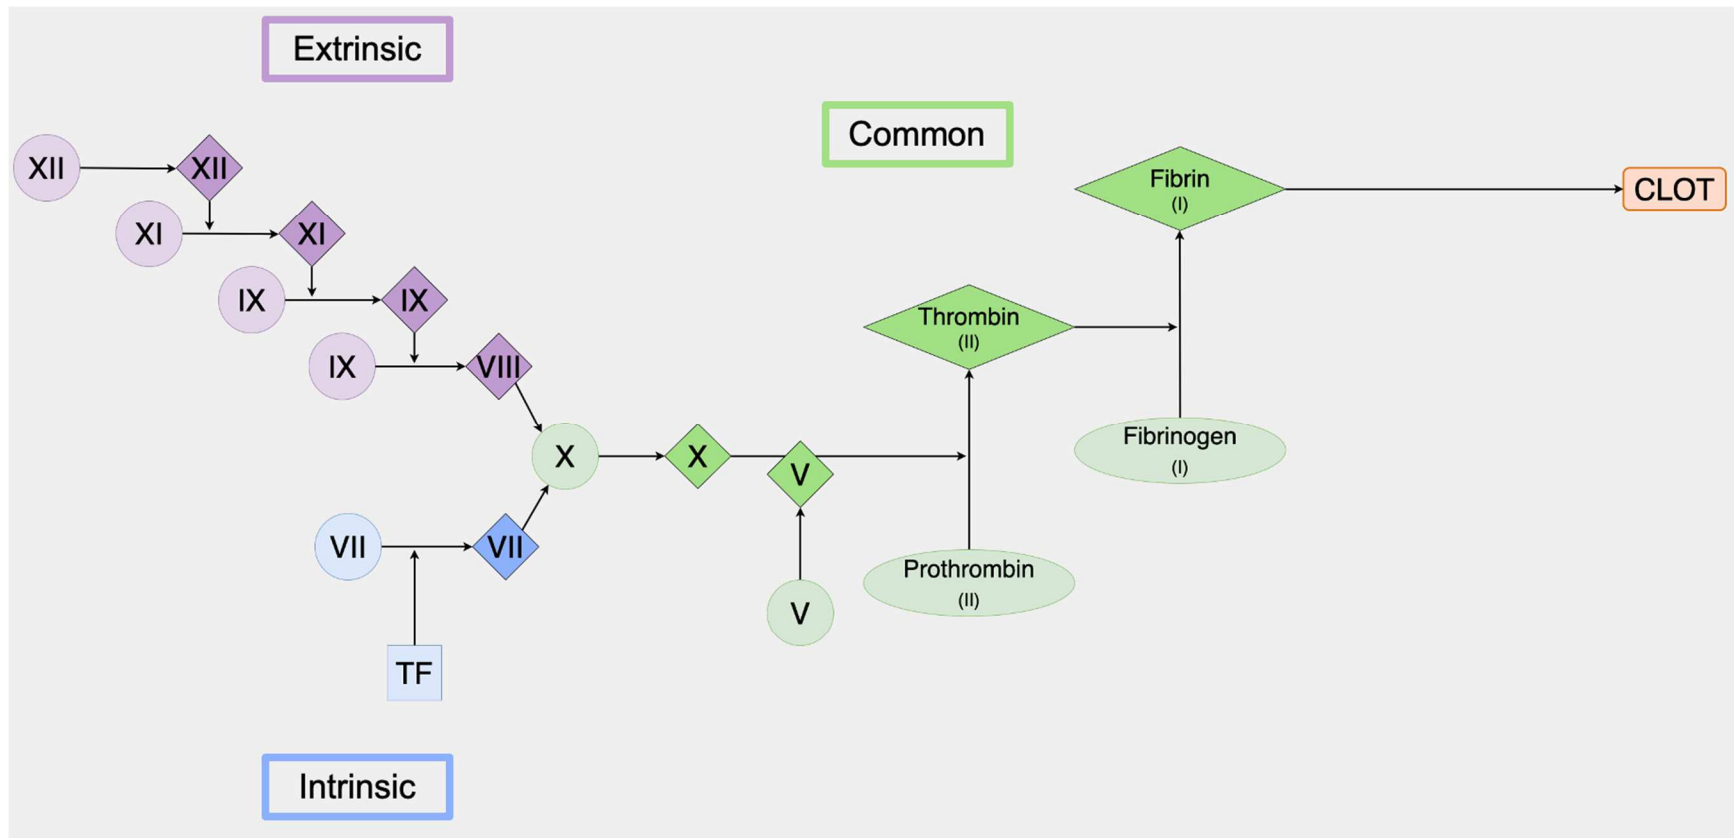 Extrinsic
Common
XII
XII
Fibrin
(I)
CLOT
XI
XI
IX
IX
Thrombin
(II)
IX
VIII
Fibrinogen
(I)
X
X
V
VII
VII
Prothrombin
(II)
V
TF
Intrinsic